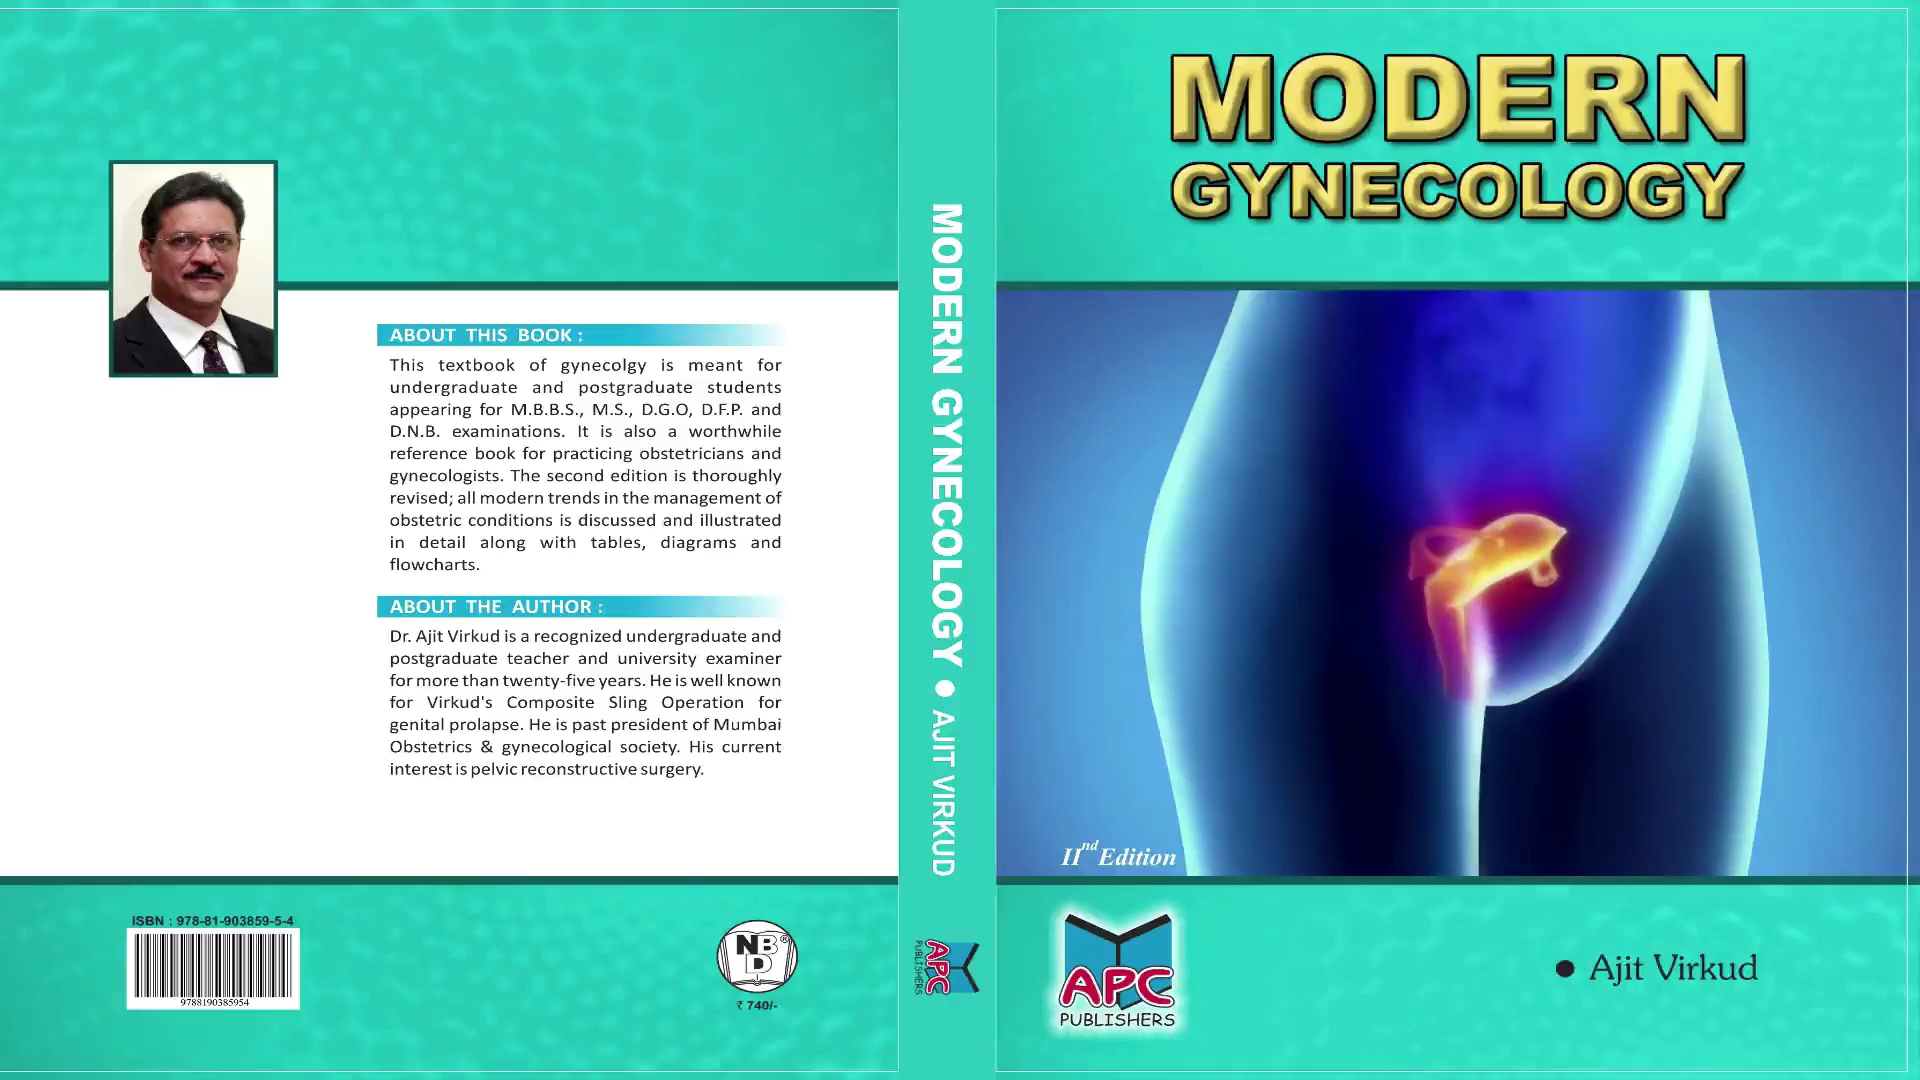 ABOUT THIS BOOK :
This textbook of gynecolgy is meant for
undergraduate and postgraduate students
appearing for M.B.B.S., M.S., D.G.O, D.F.P. and
D.N.B. examinations. It is also a worthwhile
reference book for practicing obstetricians and
gynecologists. The second edition is thoroughly
revised; all modern trends in the management of
obstetric conditions is discussed and illustrated
in detail along with tables, diagrams and
flowcharts.
ABOUT THE AUTHOR :
Dr. Ajit Virkud is a recognized undergraduate and
postgraduate teacher and university examiner
for more than twenty-five years. He is well known
for Virkud's Composite Sling Operation for
genital prolapse. He is past president of Mumbai
Obstetrics & gynecological society. His current
interest is pelvic reconstructive surgery.
ISBN : 978-81-903859-5-4
9788190385954
NBD®
₹ 740/-
MODERN GYNECOLOGY ● AJIT VIRKUD
APC
PUBLISHERS
MODERN
GYNECOLOGY
IInd Edition
APC
PUBLISHERS
● Ajit Virkud